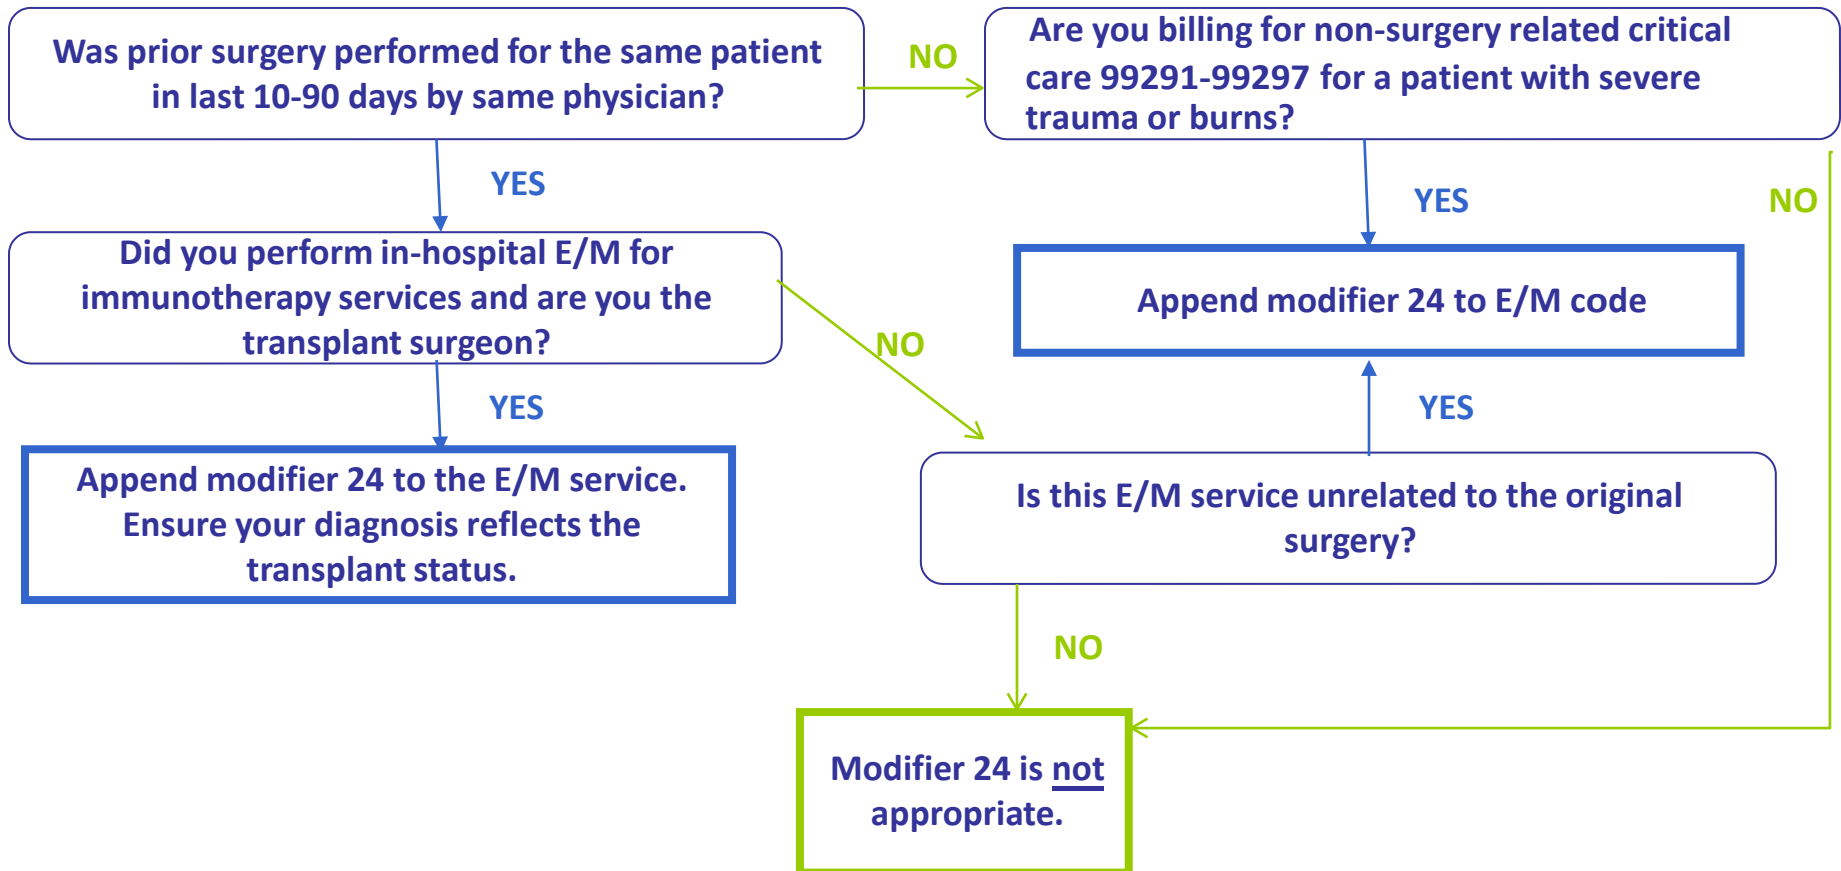 Was prior surgery performed for the same patient
in last 10-90 days by same physician?
NO
Are you billing for non-surgery related critical
care 99291-99297 for a patient with severe
trauma or burns?
YES
YES
NO
Did you perform in-hospital E/M for
immunotherapy services and are you the
transplant surgeon?
NO
Append modifier 24 to E/M code
YES
YES
Append modifier 24 to the E/M service.
Ensure your diagnosis reflects the
transplant status.
Is this E/M service unrelated to the original
surgery?
NO
Modifier 24 is not
appropriate.